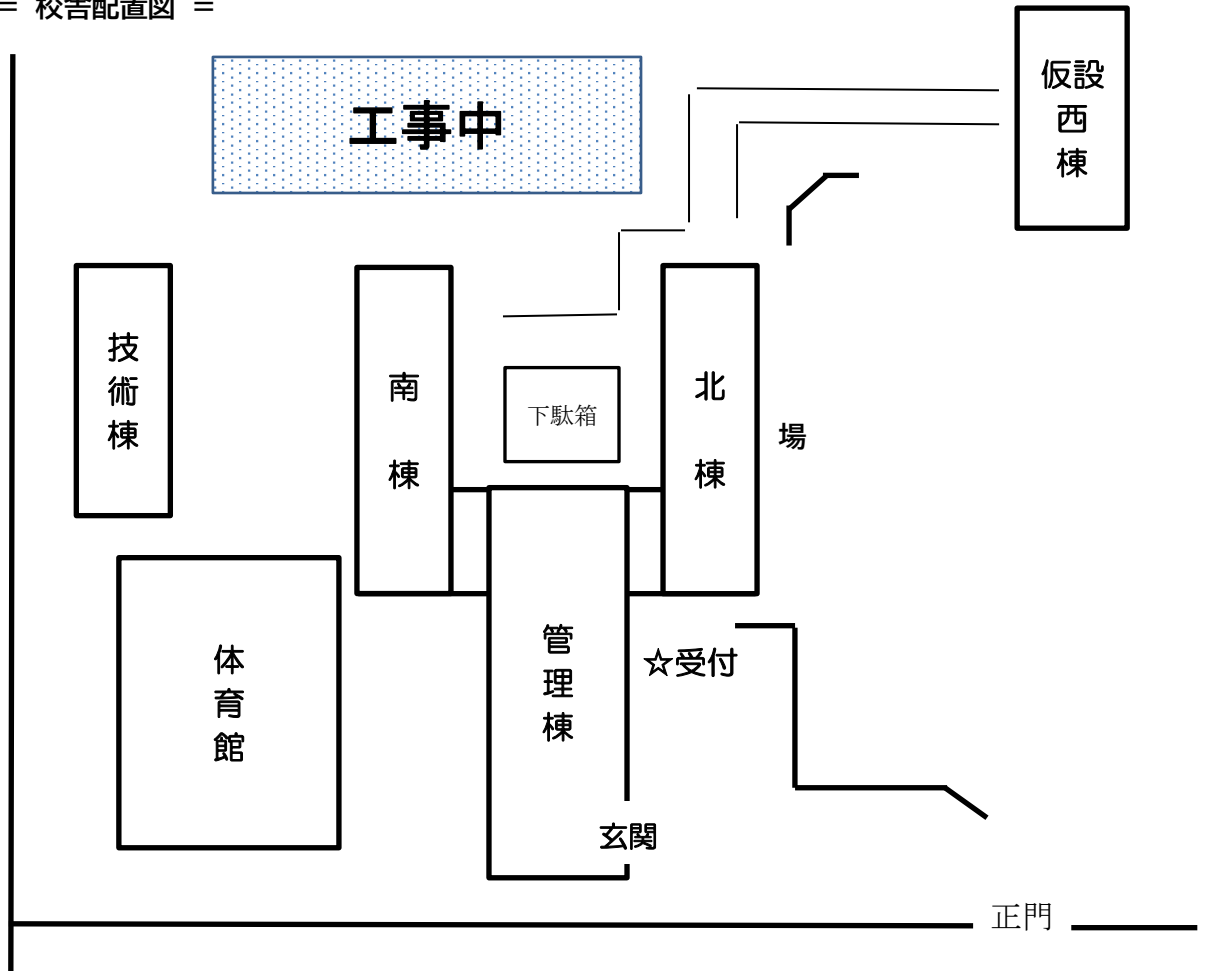 ＝ 校舎配置図 ＝
工事中
仮設
西
棟
技
術
棟
南
棟
下駄箱
北
棟
場
体
育
館
管
理
棟
☆受付
玄関
正門